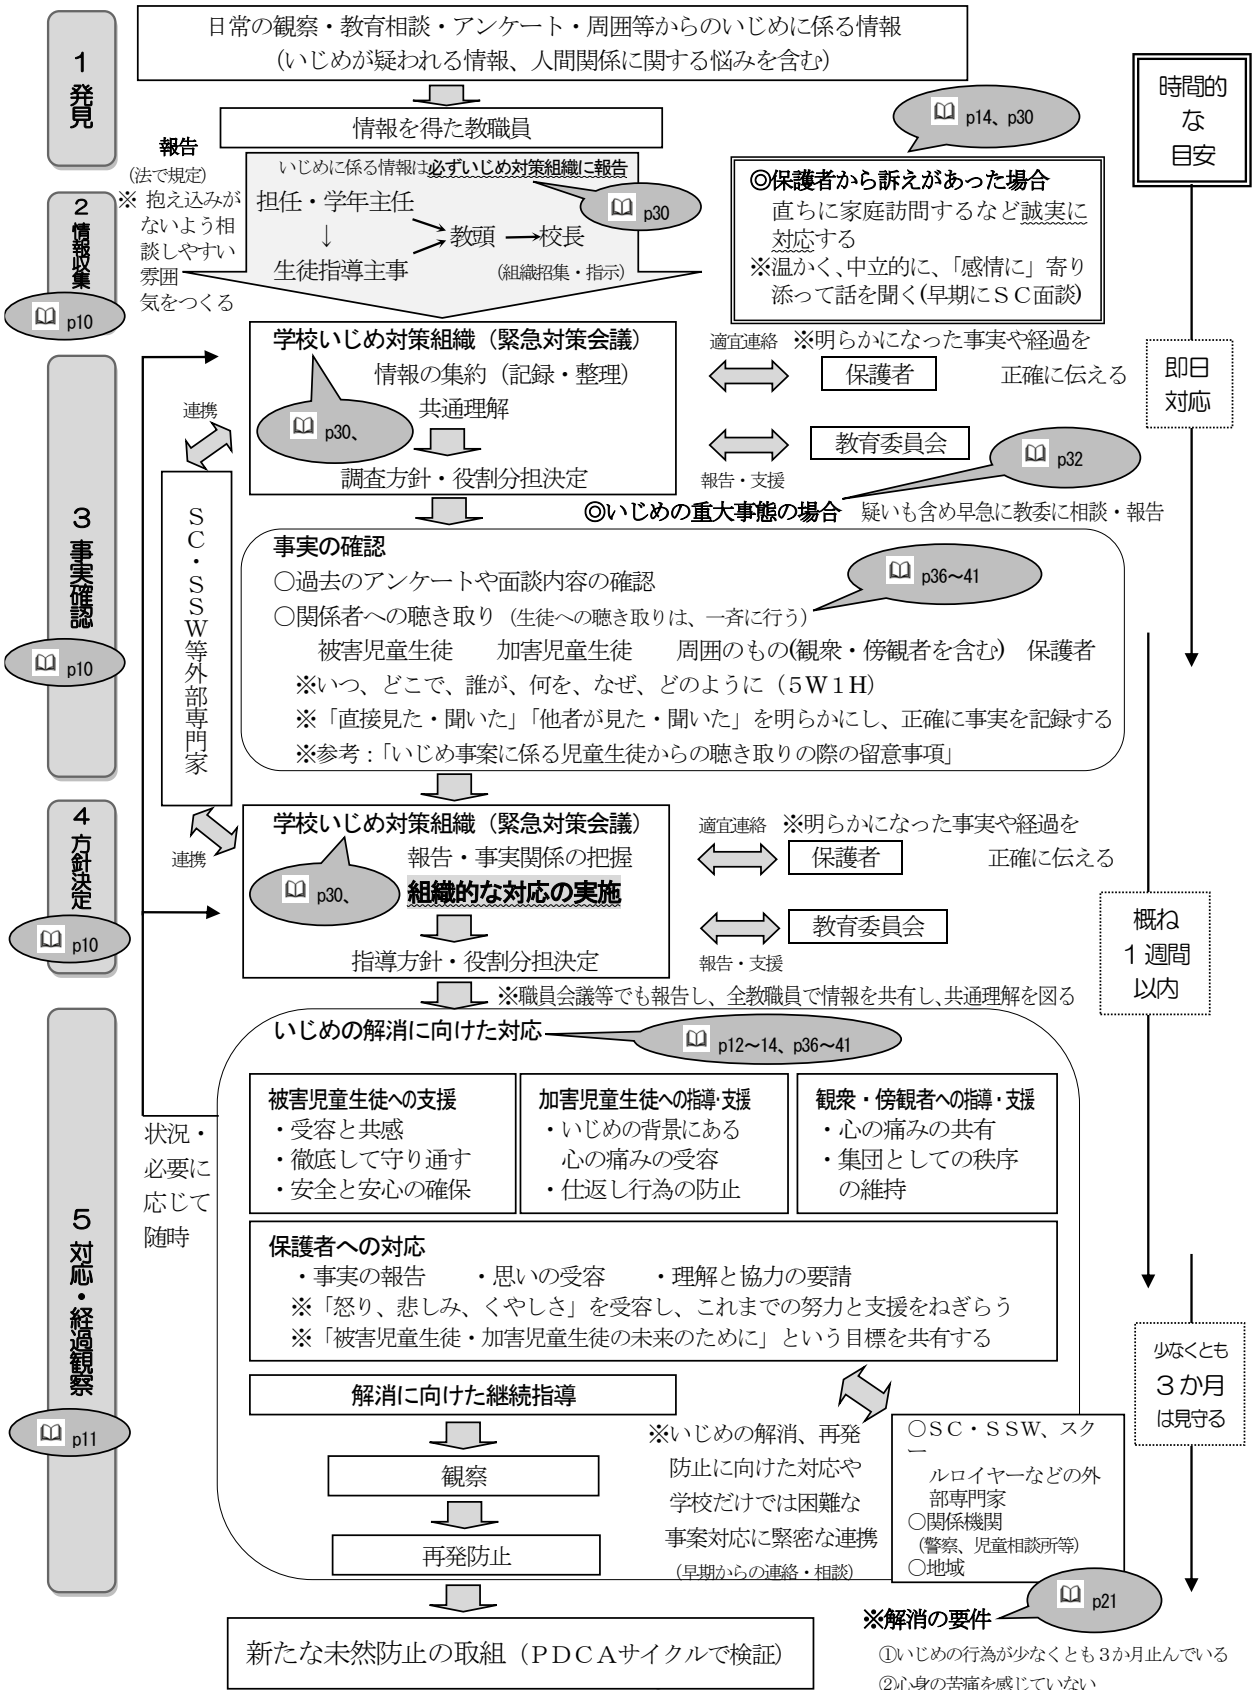 日常の観察・教育相談・アンケート・周囲等からのいじめに係る情報
(いじめが疑われる情報、人間関係に関する悩みを含む)
1 発見
情報を得た教職員
p14、p30
時間的
な
目安
報告
(法で規定)
※ 抱え込みが
ないよう相
談しやすい
雰囲
気をつくる
いじめに係る情報は必ずいじめ対策組織に報告
担任・学年主任
↓
生徒指導主事
教頭
校長
(組織招集・指示)
p30
◎保護者から訴えがあった場合
直ちに家庭訪問するなど誠実に
対応する
※温かく、中立的に、「感情に」寄り
添って話を聞く(早期にSC面談)
2 情報収集
p10
学校いじめ対策組織（緊急対策会議）
情報の集約（記録・整理）
共通理解
p30、
調査方針・役割分担決定
連携
適宜連絡 ※明らかになった事実や経過を
保護者 正確に伝える
教育委員会
報告・支援
p32
即日
対応
◎いじめの重大事態の場合 疑いも含め早急に教委に相談・報告
3 事実確認
p10
SC・SSW等外部専門家
事実の確認
○過去のアンケートや面談内容の確認
p36～41
○関係者への聴き取り（生徒への聴き取りは、一斉に行う）
被害児童生徒 加害児童生徒 周囲のもの(観衆・傍観者を含む) 保護者
※いつ、どこで、誰が、何を、なぜ、どのように（５W１H）
※「直接見た・聞いた」「他者が見た・聞いた」を明らかにし、正確に事実を記録する
※参考：「いじめ事案に係る児童生徒からの聴き取りの際の留意事項」
4 方針決定
p10
連携
学校いじめ対策組織（緊急対策会議）
報告・事実関係の把握
p30、
組織的な対応の実施
指導方針・役割分担決定
適宜連絡 ※明らかになった事実や経過を
保護者 正確に伝える
教育委員会
報告・支援
概ね
１週間
以内
※職員会議等でも報告し、全教職員で情報を共有し、共通理解を図る
5 対応・経過観察
p11
いじめの解消に向けた対応
p12～14、p36～41
被害児童生徒への支援
・受容と共感
・徹底して守り通す
・安全と安心の確保
加害児童生徒への指導・支援
・いじめの背景にある
心の痛みの受容
・仕返し行為の防止
観衆・傍観者への指導・支援
・心の痛みの共有
・集団としての秩序
の維持
状況・
必要に
応じて
随時
保護者への対応
・事実の報告 ・思いの受容 ・理解と協力の要請
※「怒り、悲しみ、くやしさ」を受容し、これまでの努力と支援をねぎらう
※「被害児童生徒・加害児童生徒の未来のために」という目標を共有する
少なくとも
３か月
は見守る
解消に向けた継続指導
観察
再発防止
※いじめの解消、再発
防止に向けた対応や
学校だけでは困難な
事案対応に緊密な連携
(早期からの連絡・相談)
○SC・SSW、スク
ー
ルロイヤーなどの外
部専門家
○関係機関
(警察、児童相談所等)
○地域
p21
※解消の要件
①いじめの行為が少なくとも３か月止んでいる
②心身の苦痛を感じていない
新たな未然防止の取組（PDCAサイクルで検証）